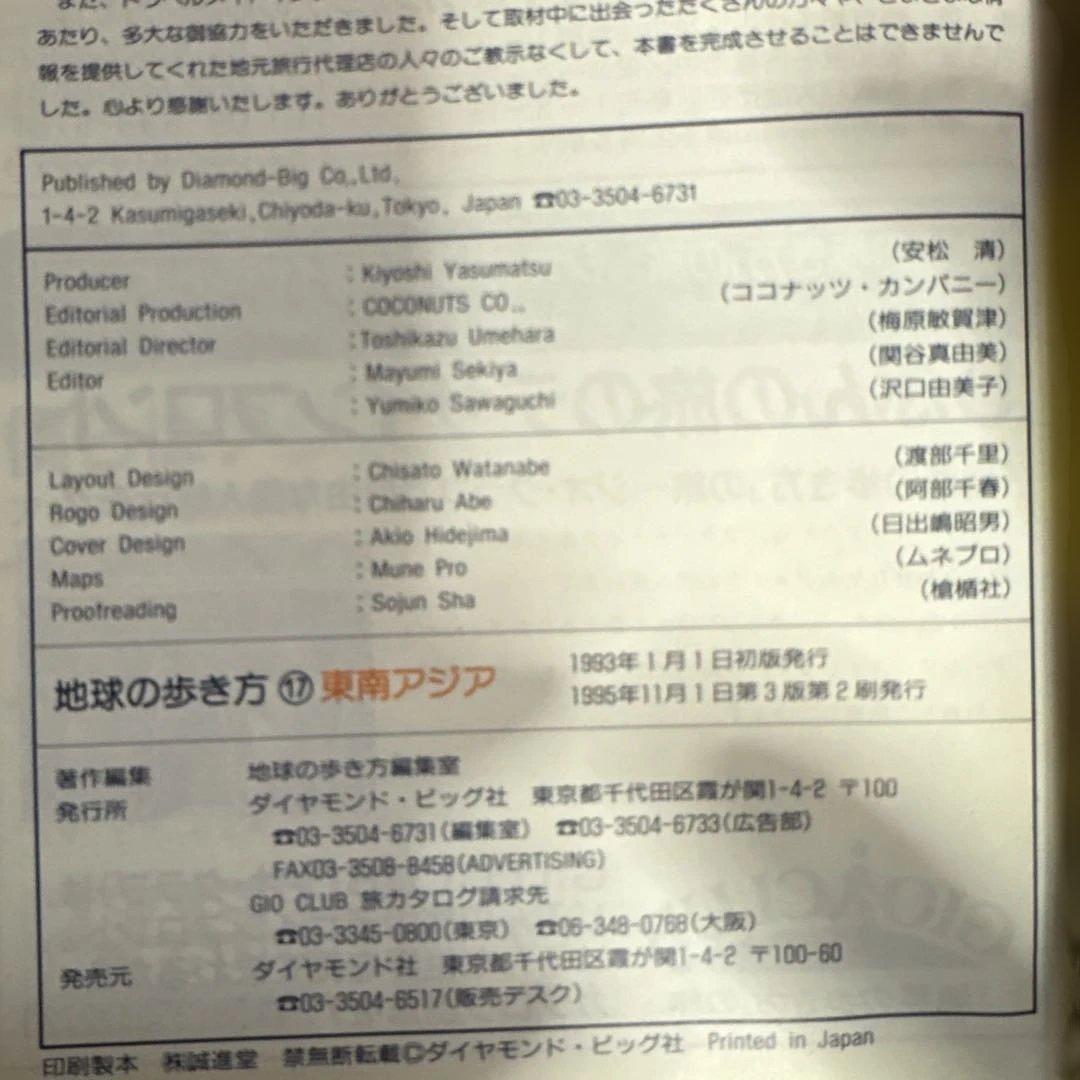 あたり、多大な御協力をいただきました。そして取材中に出会った
報を提供してくれた地元旅行代理店の人々のご教示なくして、本書を完成させることはできませんで
した。心より感謝いたします。ありがとうございました。
Published by Diamond-Big Co.,Ltd.
1-4-2 Kasumigaseki,Chiyoda-ku,Tokyo, Japan ☎03-3504-6731
Producer : Kiyoshi Yasumatsu (安松 清)
Editorial Production : COCONUTS CO., (ココナッツ・カンパニー)
Editorial Director : Toshikazu Umehara (梅原敏賀津)
Editor : Mayumi Sekiya (関谷真由美)
: Yumiko Sawaguchi (沢口由美子)
Layout Design : Chisato Watanabe (渡部千里)
Rogo Design : Chiharu Abe (阿部千春)
Cover Design : Akio Hidejima (日出嶋昭男)
Maps : Mune Pro (ムネプロ)
Proofreading : Sojun Sha (槍楯社)
地球の歩き方 ⑰ 東南アジア
1993年1月1日初版発行
1995年11月1日第3版第2刷発行
著作編集 地球の歩き方編集室
発行所 ダイヤモンド・ビッグ社 東京都千代田区霞が関1-4-2 〒100
☎03-3504-6731(編集室) ☎03-3504-6733(広告部)
FAX03-3508-8458(ADVERTISING)
GIO CLUB 旅カタログ請求先
☎03-3345-0800(東京) ☎06-348-0768(大阪)
発売元 ダイヤモンド社 東京都千代田区霞が関1-4-2 〒100-60
☎03-3504-6517(販売デスク)
印刷製本 ㈱誠進堂 禁無断転載©ダイヤモンド・ビッグ社 Printed in Japan